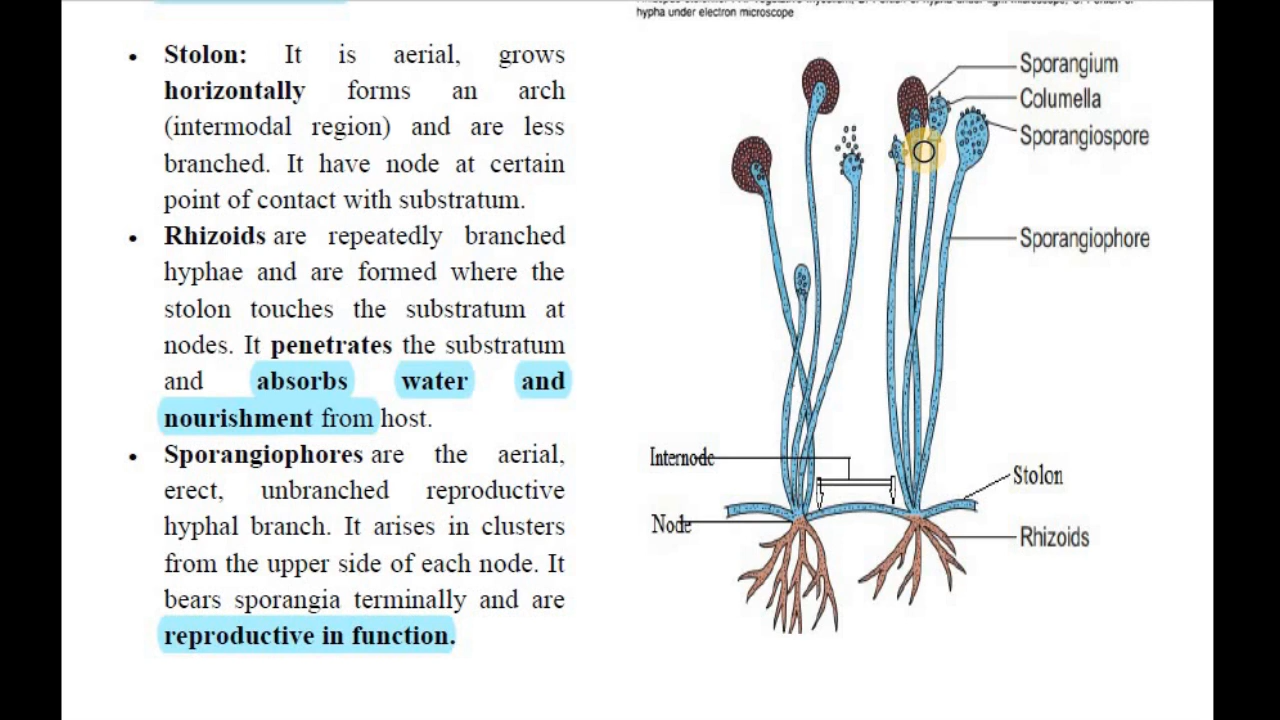 hypha under electron microscope
• Stolon: It is aerial, grows
horizontally forms an arch
(intermodal region) and are less
branched. It have node at certain
point of contact with substratum.
• Rhizoids are repeatedly branched
hyphae and are formed where the
stolon touches the substratum at
nodes. It penetrates the substratum
and absorbs water and
nourishment from host.
• Sporangiophores are the aerial,
erect, unbranched reproductive
hyphal branch. It arises in clusters
from the upper side of each node. It
bears sporangia terminally and are
reproductive in function.
Sporangium
Columella
Sporangiospore
Sporangiophore
Internode
Stolon
Node
Rhizoids